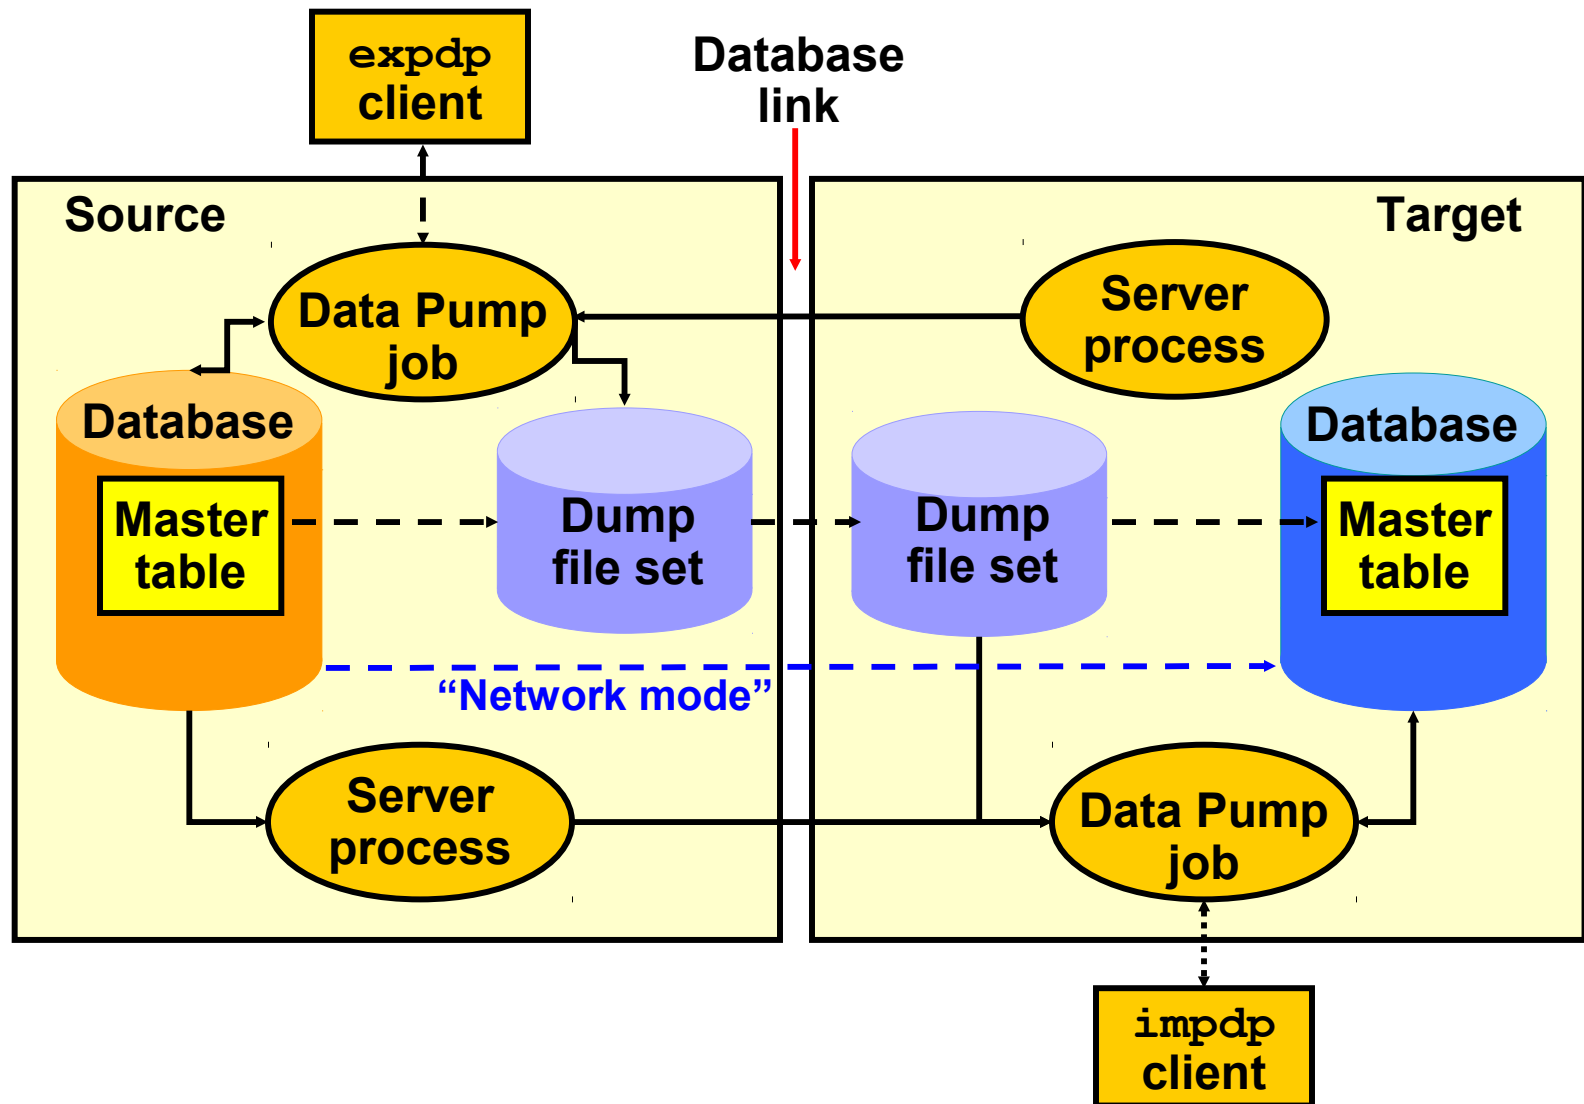 expdp
client
Database
link
Source
Target
Data Pump
job
Server
process
Database
Database
Master
table
Dump
file set
Dump
file set
Master
table
“Network mode”
Server
process
Data Pump
job
impdp
client